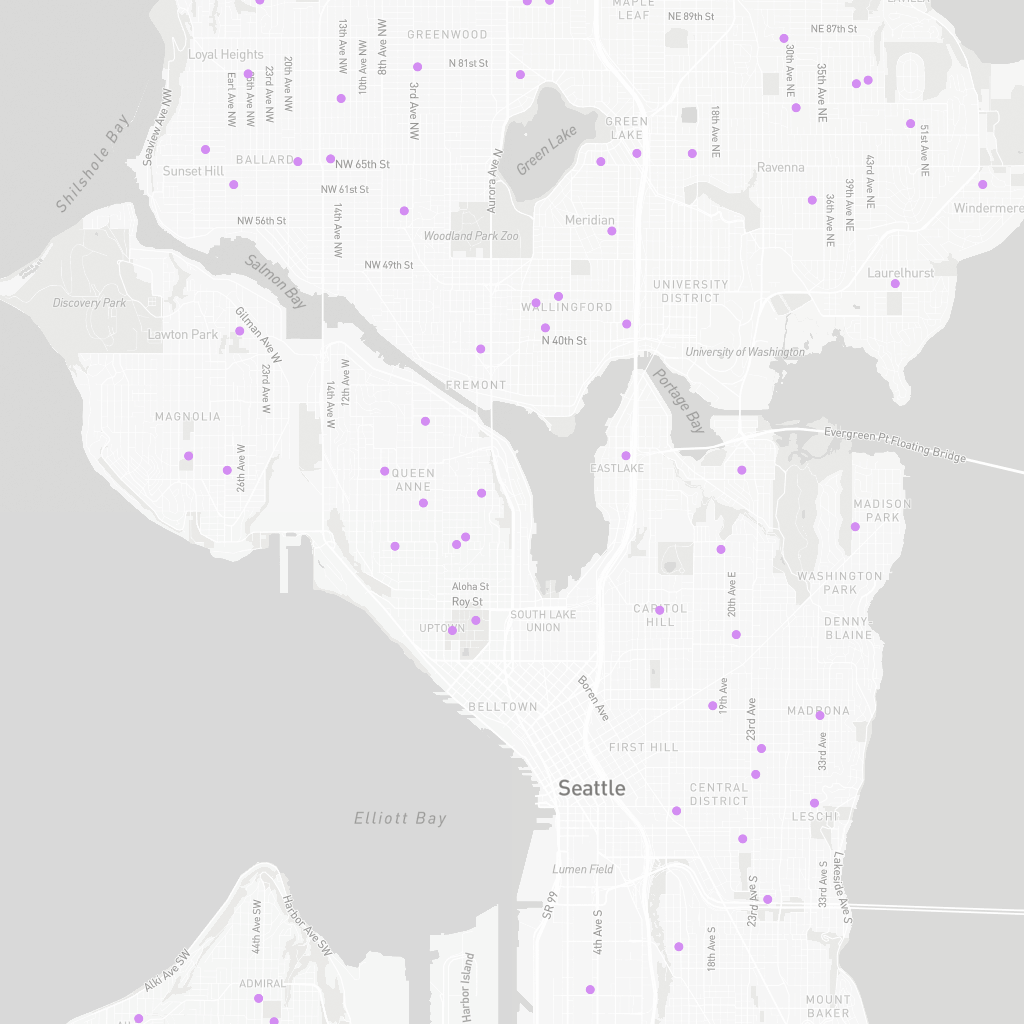 MAPLE
LEAF
NE 89th St
NE 87th St
Loyal Heights
GREENWOOD
13th Ave NW
10th Ave NW
8th Ave NW
N 81st St
30th Ave NE
35th Ave NE
Earl Ave NW
23rd Ave NW
20th Ave NW
3rd Ave NW
Seaview Ave NW
Shilshole Bay
GREEN
LAKE
Green Lake
18th Ave NE
51st Ave NE
BALLARD
NW 65th St
Sunset Hill
Ravenna
43rd Ave NE
39th Ave NE
36th Ave NE
NW 61st St
Aurora Ave N
Windermere
NW 56th St
14th Ave NW
Meridian
Woodland Park Zoo
NW 49th St
Salmon Bay
Laurelhurst
UNIVERSITY
DISTRICT
Discovery Park
WALLINGFORD
Lawton Park
Gilman Ave W
N 40th St
University of Washington
23rd Ave W
14th Ave W
12th Ave W
FREMONT
Portage Bay
MAGNOLIA
Evergreen Pt Floating Bridge
26th Ave W
QUEEN
ANNE
EASTLAKE
MADISON
PARK
WASHINGTON
PARK
20th Ave E
Aloha St
Roy St
SOUTH LAKE
UNION
CAPITOL
HILL
UPTOWN
DENNY-
BLAINE
Boren Ave
19th Ave
23rd Ave
BELLTOWN
MADRONA
33rd Ave
FIRST HILL
Seattle
CENTRAL
DISTRICT
Elliott Bay
LESCHI
Lumen Field
Lakeside Ave S
33rd Ave S
23rd Ave S
SR 99
4th Ave S
18th Ave S
44th Ave SW
Harbor Ave SW
Alki Ave SW
Harbor Island
ADMIRAL
MOUNT
BAKER